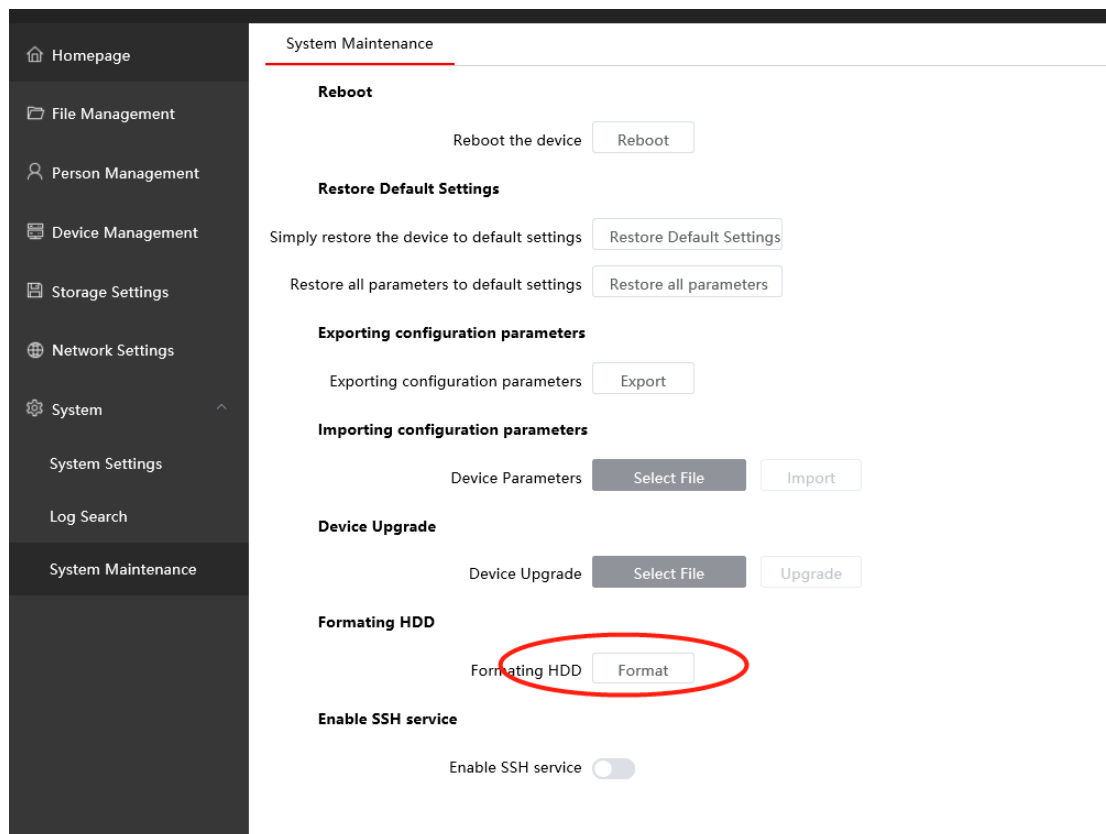 Homepage
File Management
Person Management
Device Management
Storage Settings
Network Settings
System
System Settings
Log Search
System Maintenance
System Maintenance
Reboot
Reboot the device Reboot
Restore Default Settings
Simply restore the device to default settings Restore Default Settings
Restore all parameters to default settings Restore all parameters
Exporting configuration parameters
Exporting configuration parameters Export
Importing configuration parameters
Device Parameters Select File Import
Device Upgrade
Device Upgrade Select File Upgrade
Formating HDD
Formating HDD Format
Enable SSH service
Enable SSH service